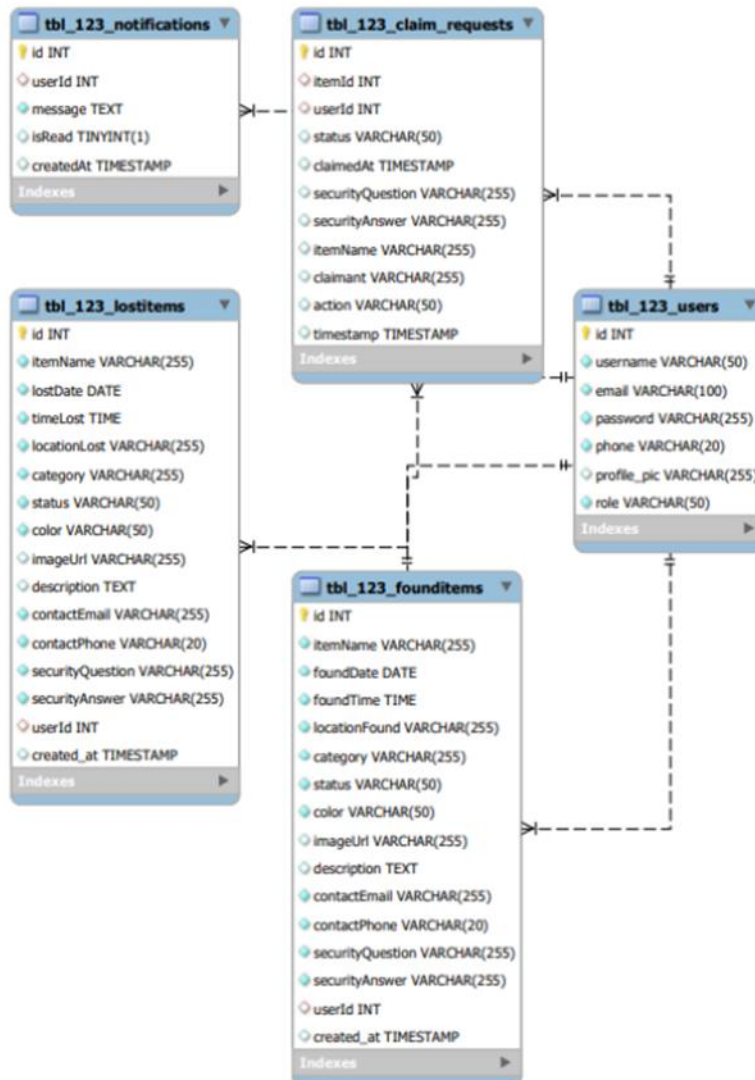 tbl_123_notifications
id INT
userId INT
message TEXT
isRead TINYINT(1)
createdAt TIMESTAMP
Indexes
tbl_123_claim_requests
id INT
itemId INT
userId INT
status VARCHAR(50)
claimedAt TIMESTAMP
securityQuestion VARCHAR(255)
securityAnswer VARCHAR(255)
itemName VARCHAR(255)
claimant VARCHAR(255)
action VARCHAR(50)
timestamp TIMESTAMP
Indexes
tbl_123_users
id INT
username VARCHAR(50)
email VARCHAR(100)
password VARCHAR(255)
phone VARCHAR(20)
profile_pic VARCHAR(255)
role VARCHAR(50)
Indexes
tbl_123_lostitems
id INT
itemName VARCHAR(255)
lostDate DATE
timeLost TIME
locationLost VARCHAR(255)
category VARCHAR(255)
status VARCHAR(50)
color VARCHAR(50)
imageUrl VARCHAR(255)
description TEXT
contactEmail VARCHAR(255)
contactPhone VARCHAR(20)
securityQuestion VARCHAR(255)
securityAnswer VARCHAR(255)
userId INT
created_at TIMESTAMP
Indexes
tbl_123_founditems
id INT
itemName VARCHAR(255)
foundDate DATE
foundTime TIME
locationFound VARCHAR(255)
category VARCHAR(255)
status VARCHAR(50)
color VARCHAR(50)
imageUrl VARCHAR(255)
description TEXT
contactEmail VARCHAR(255)
contactPhone VARCHAR(20)
securityQuestion VARCHAR(255)
securityAnswer VARCHAR(255)
userId INT
created_at TIMESTAMP
Indexes